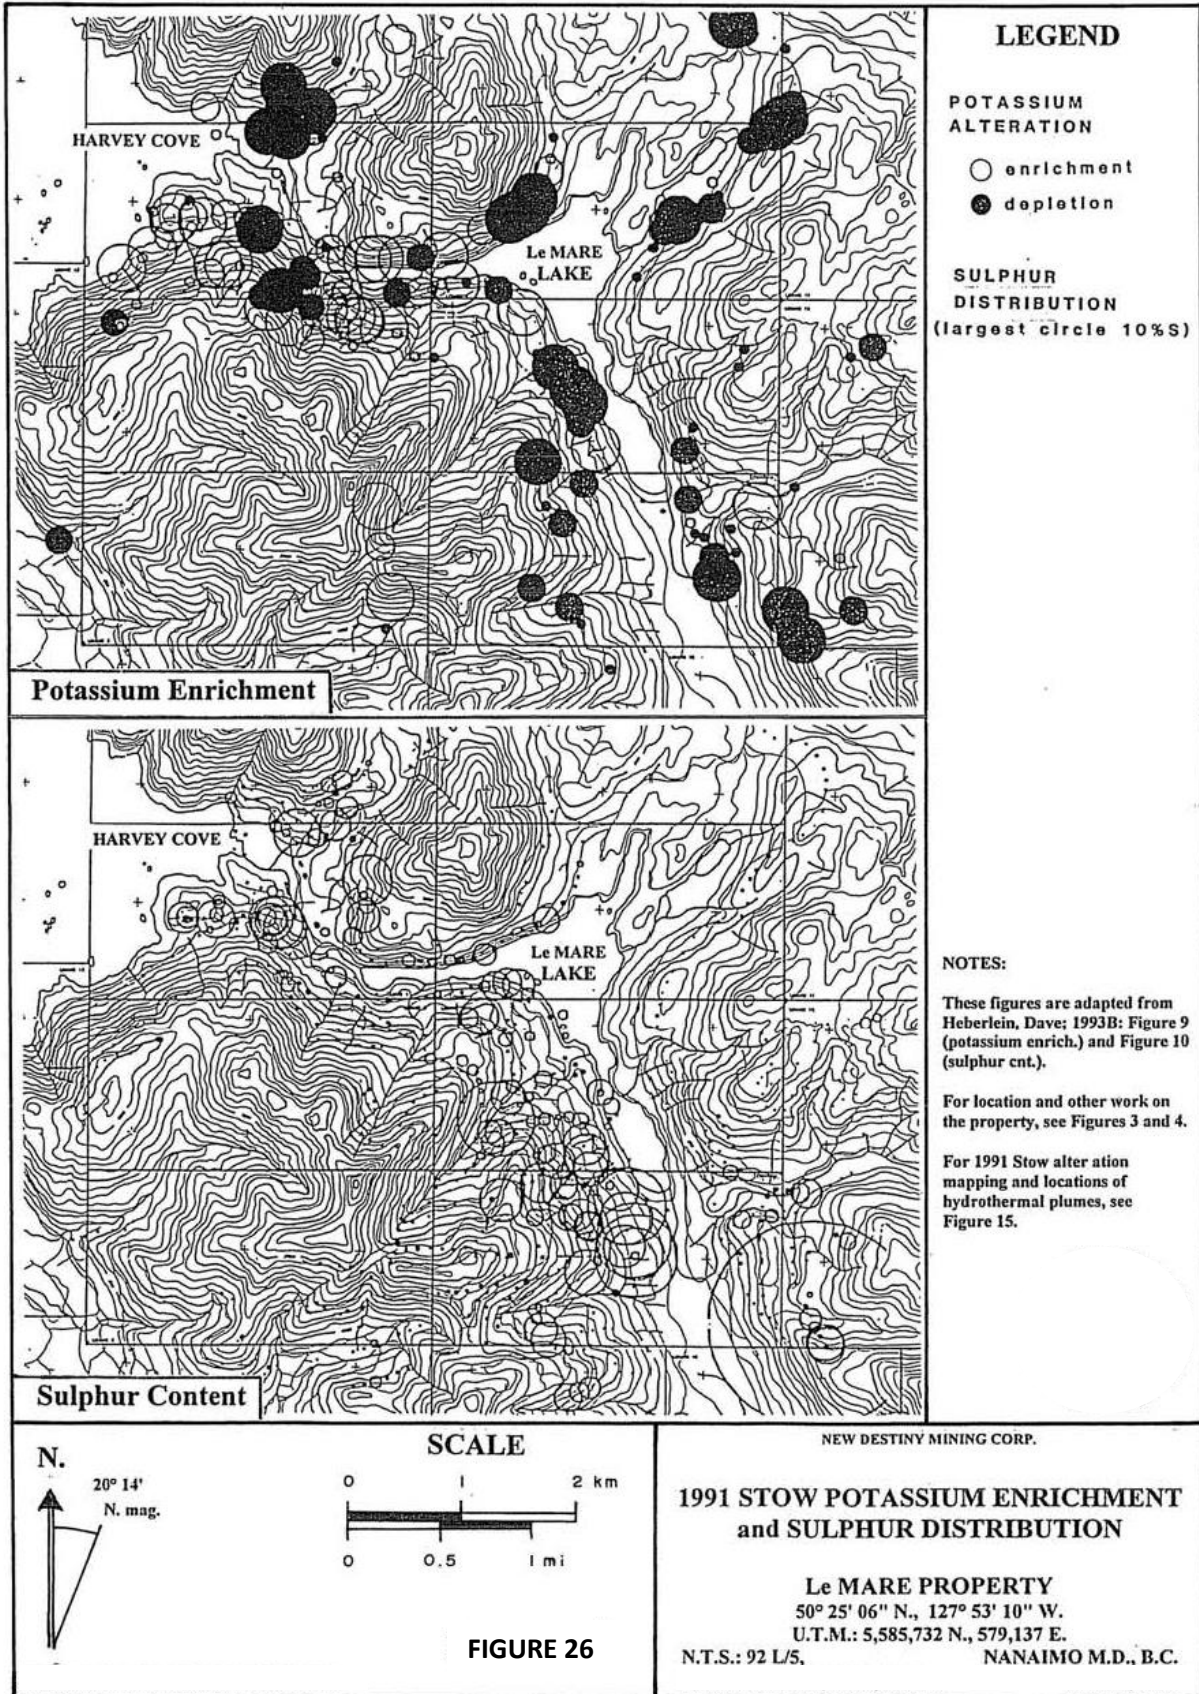 HARVEY COVE
Le MARE
LAKE
Potassium Enrichment
LEGEND
POTASSIUM
ALTERATION
enrichment
depletion
SULPHUR
DISTRIBUTION
(largest circle 10%S)
HARVEY COVE
Le MARE
LAKE
Sulphur Content
NOTES:
These figures are adapted from
Heberlein, Dave; 1993B: Figure 9
(potassium enrich.) and Figure 10
(sulphur cnt.).
For location and other work on
the property, see Figures 3 and 4.
For 1991 Stow alter ation
mapping and locations of
hydrothermal plumes, see
Figure 15.
N.
20° 14'
N. mag.
SCALE
0 1 2 km
0 0.5 1 mi
FIGURE 26
NEW DESTINY MINING CORP.
1991 STOW POTASSIUM ENRICHMENT
and SULPHUR DISTRIBUTION
Le MARE PROPERTY
50° 25' 06" N., 127° 53' 10" W.
U.T.M.: 5,585,732 N., 579,137 E.
N.T.S.: 92 L/5, NANAIMO M.D., B.C.